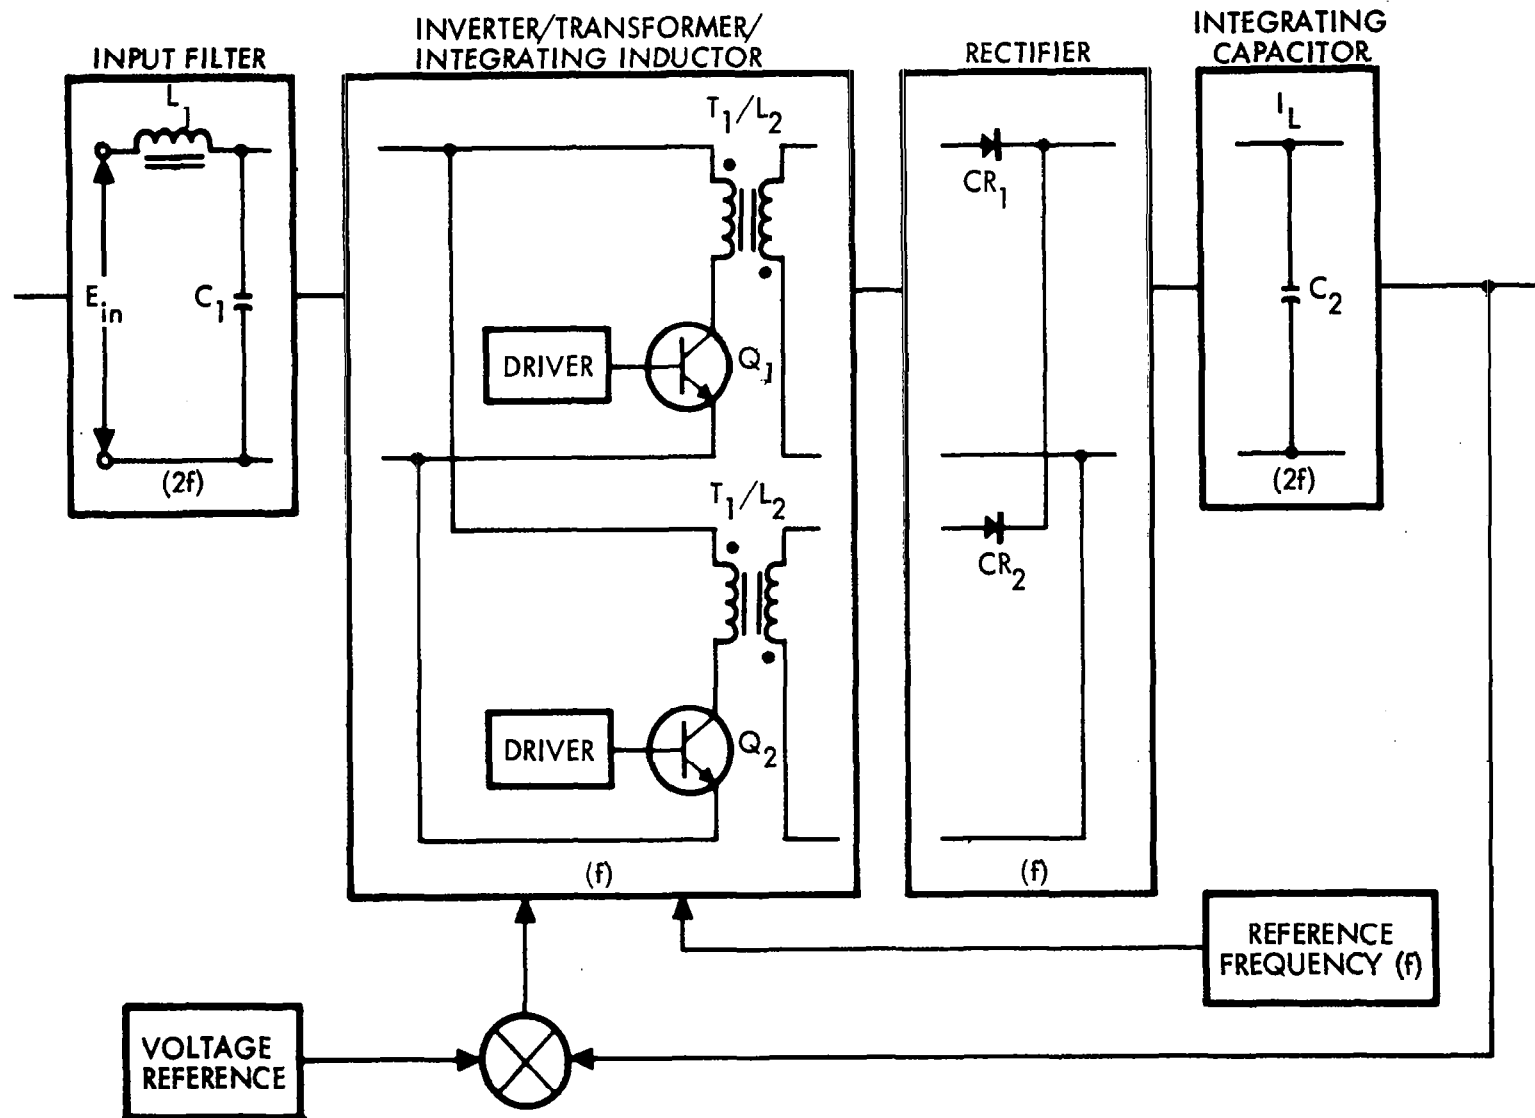 INPUT FILTER
L1
Ein
C1
(2f)
INVERTER/TRANSFORMER/
INTEGRATING INDUCTOR
T1/L2
DRIVER
Q1
T1/L2
DRIVER
Q2
(f)
RECTIFIER
CR1
CR2
(f)
INTEGRATING
CAPACITOR
IL
C2
(2f)
REFERENCE
FREQUENCY (f)
VOLTAGE
REFERENCE